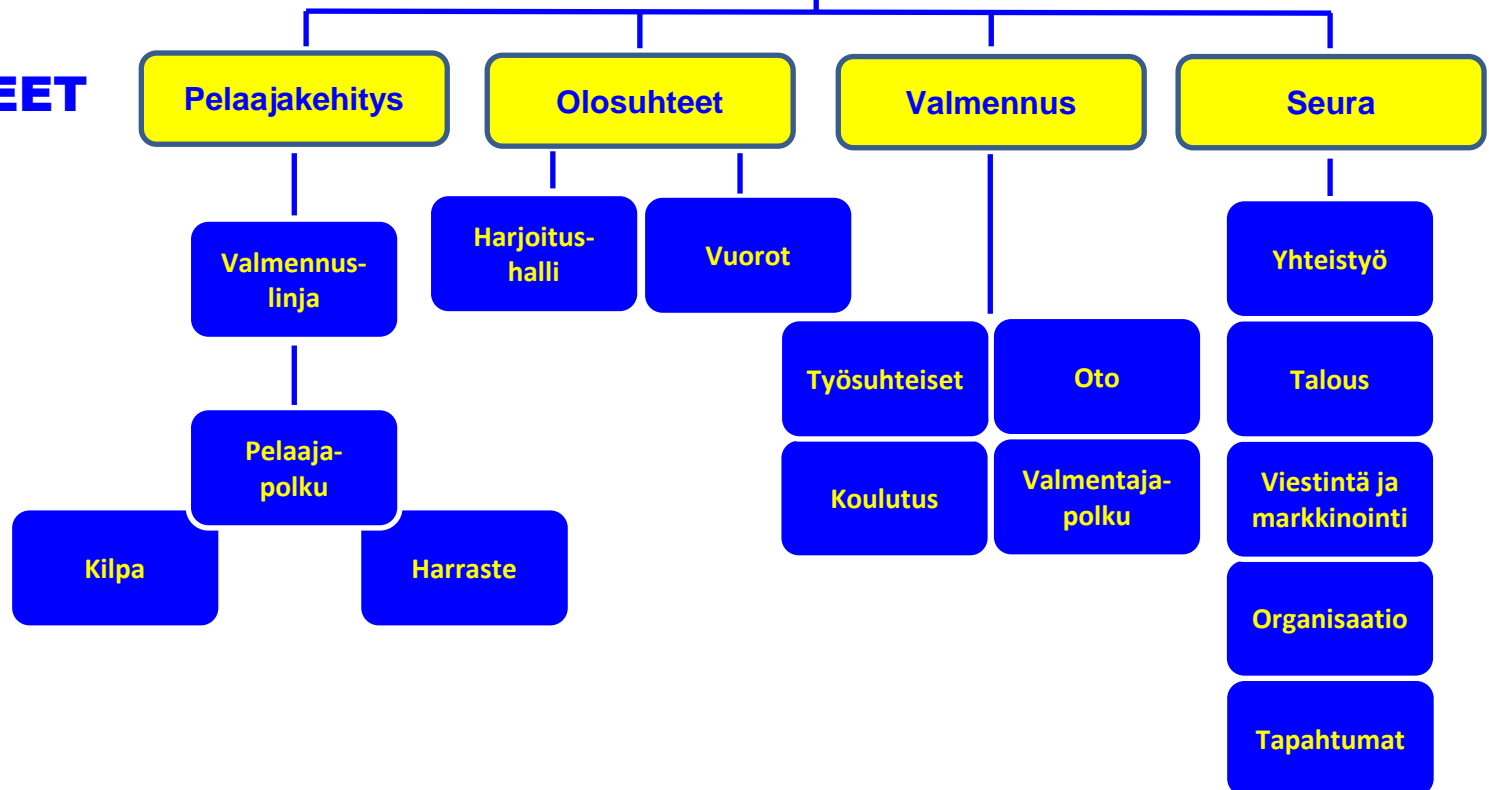 EET
Pelaajakehitys
Olosuhteet
Valmennus
Seura
Valmennus-
linja
Harjoitus-
halli
Vuorot
Yhteistyö
Työsuhteiset
Oto
Talous
Pelaaja-
polku
Koulutus
Valmentaja-
polku
Viestintä ja
markkinointi
Kilpa
Harraste
Organisaatio
Tapahtumat